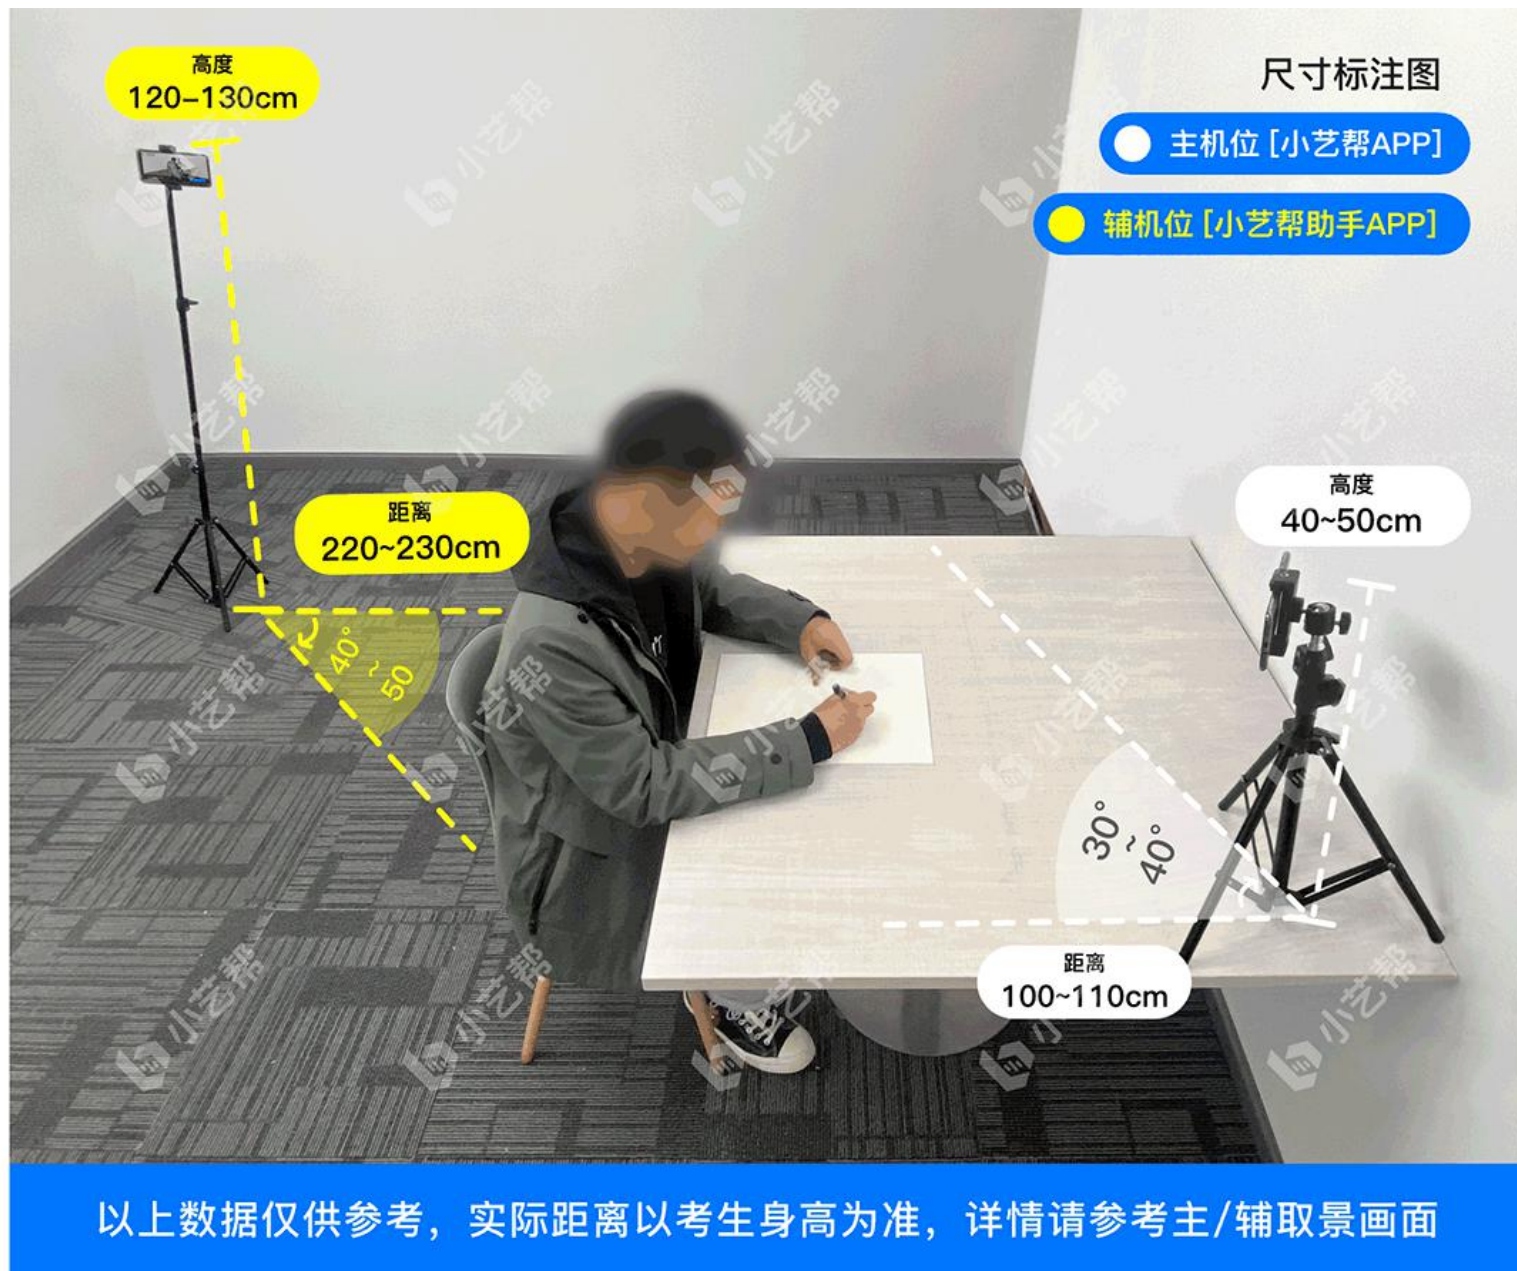 高度
120-130cm
尺寸标注图
主机位 [小艺帮APP]
辅机位 [小艺帮助手APP]
高度
40~50cm
距离
220~230cm
40°
~
50
30°
~
40°
距离
100~110cm
以上数据仅供参考，实际距离以考生身高为准，详情请参考主/辅取景画面
小艺帮